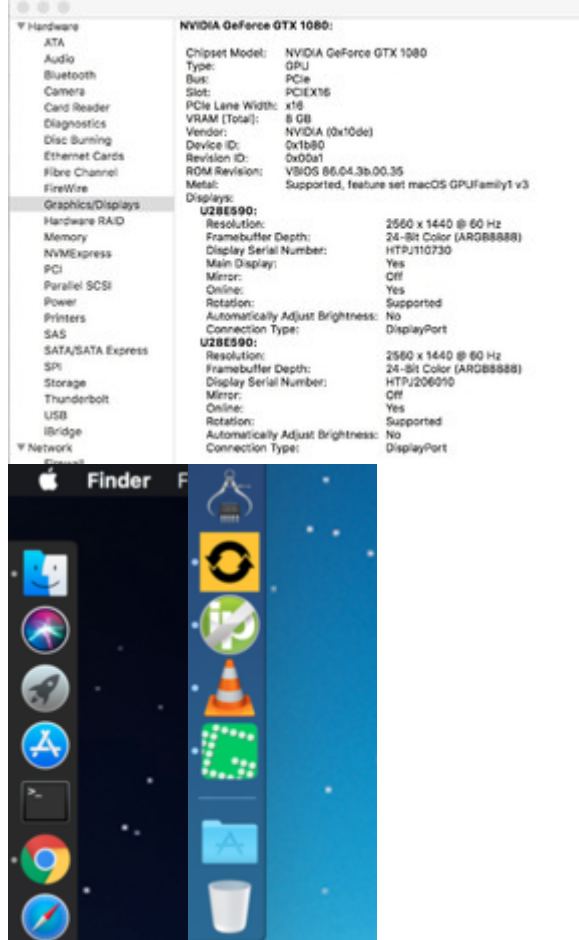 Hardware
ATA
Audio
Bluetooth
Camera
Card Reader
Diagnostics
Disc Burning
Ethernet Cards
Fibre Channel
FireWire
Graphics/Displays
Hardware RAID
Memory
NVMExpress
PCI
Parallel SCSI
Power
Printers
SAS
SATA/SATA Express
SPI
Storage
Thunderbolt
USB
iBridge
Network
Firewall
NVIDIA GeForce GTX 1080:
Chipset Model: NVIDIA GeForce GTX 1080
Type: GPU
Bus: PCIe
Slot: PCIEX16
PCIe Lane Width: x16
VRAM (Total): 8 GB
Vendor: NVIDIA (0x10de)
Device ID: 0x1b80
Revision ID: 0x00a1
ROM Revision: VBIOS 86.04.3b.00.35
Metal: Supported, feature set macOS GPUFamily1 v3
Displays:
U28E590:
Resolution: 2560 x 1440 @ 60 Hz
Framebuffer Depth: 24-Bit Color (ARGB8888)
Display Serial Number: HTPJ110730
Main Display: Yes
Mirror: Off
Online: Yes
Rotation: Supported
Automatically Adjust Brightness: No
Connection Type: DisplayPort
U28E590:
Resolution: 2560 x 1440 @ 60 Hz
Framebuffer Depth: 24-Bit Color (ARGB8888)
Display Serial Number: HTPJ206010
Mirror: Off
Online: Yes
Rotation: Supported
Automatically Adjust Brightness: No
Connection Type: DisplayPort
Finder F
ip
>_